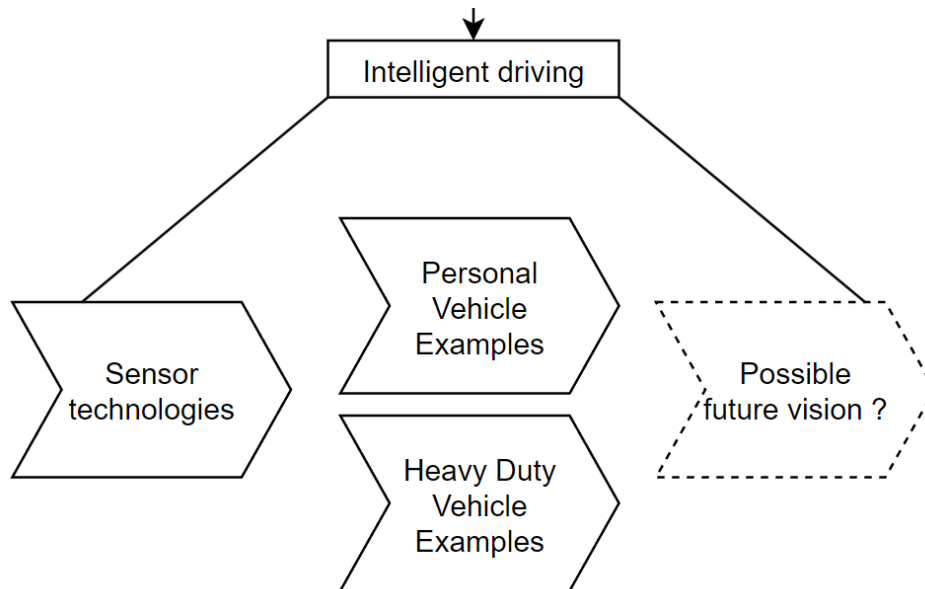 Intelligent driving
Personal
Vehicle
Examples
Sensor
technologies
Possible
future vision ?
Heavy Duty
Vehicle
Examples